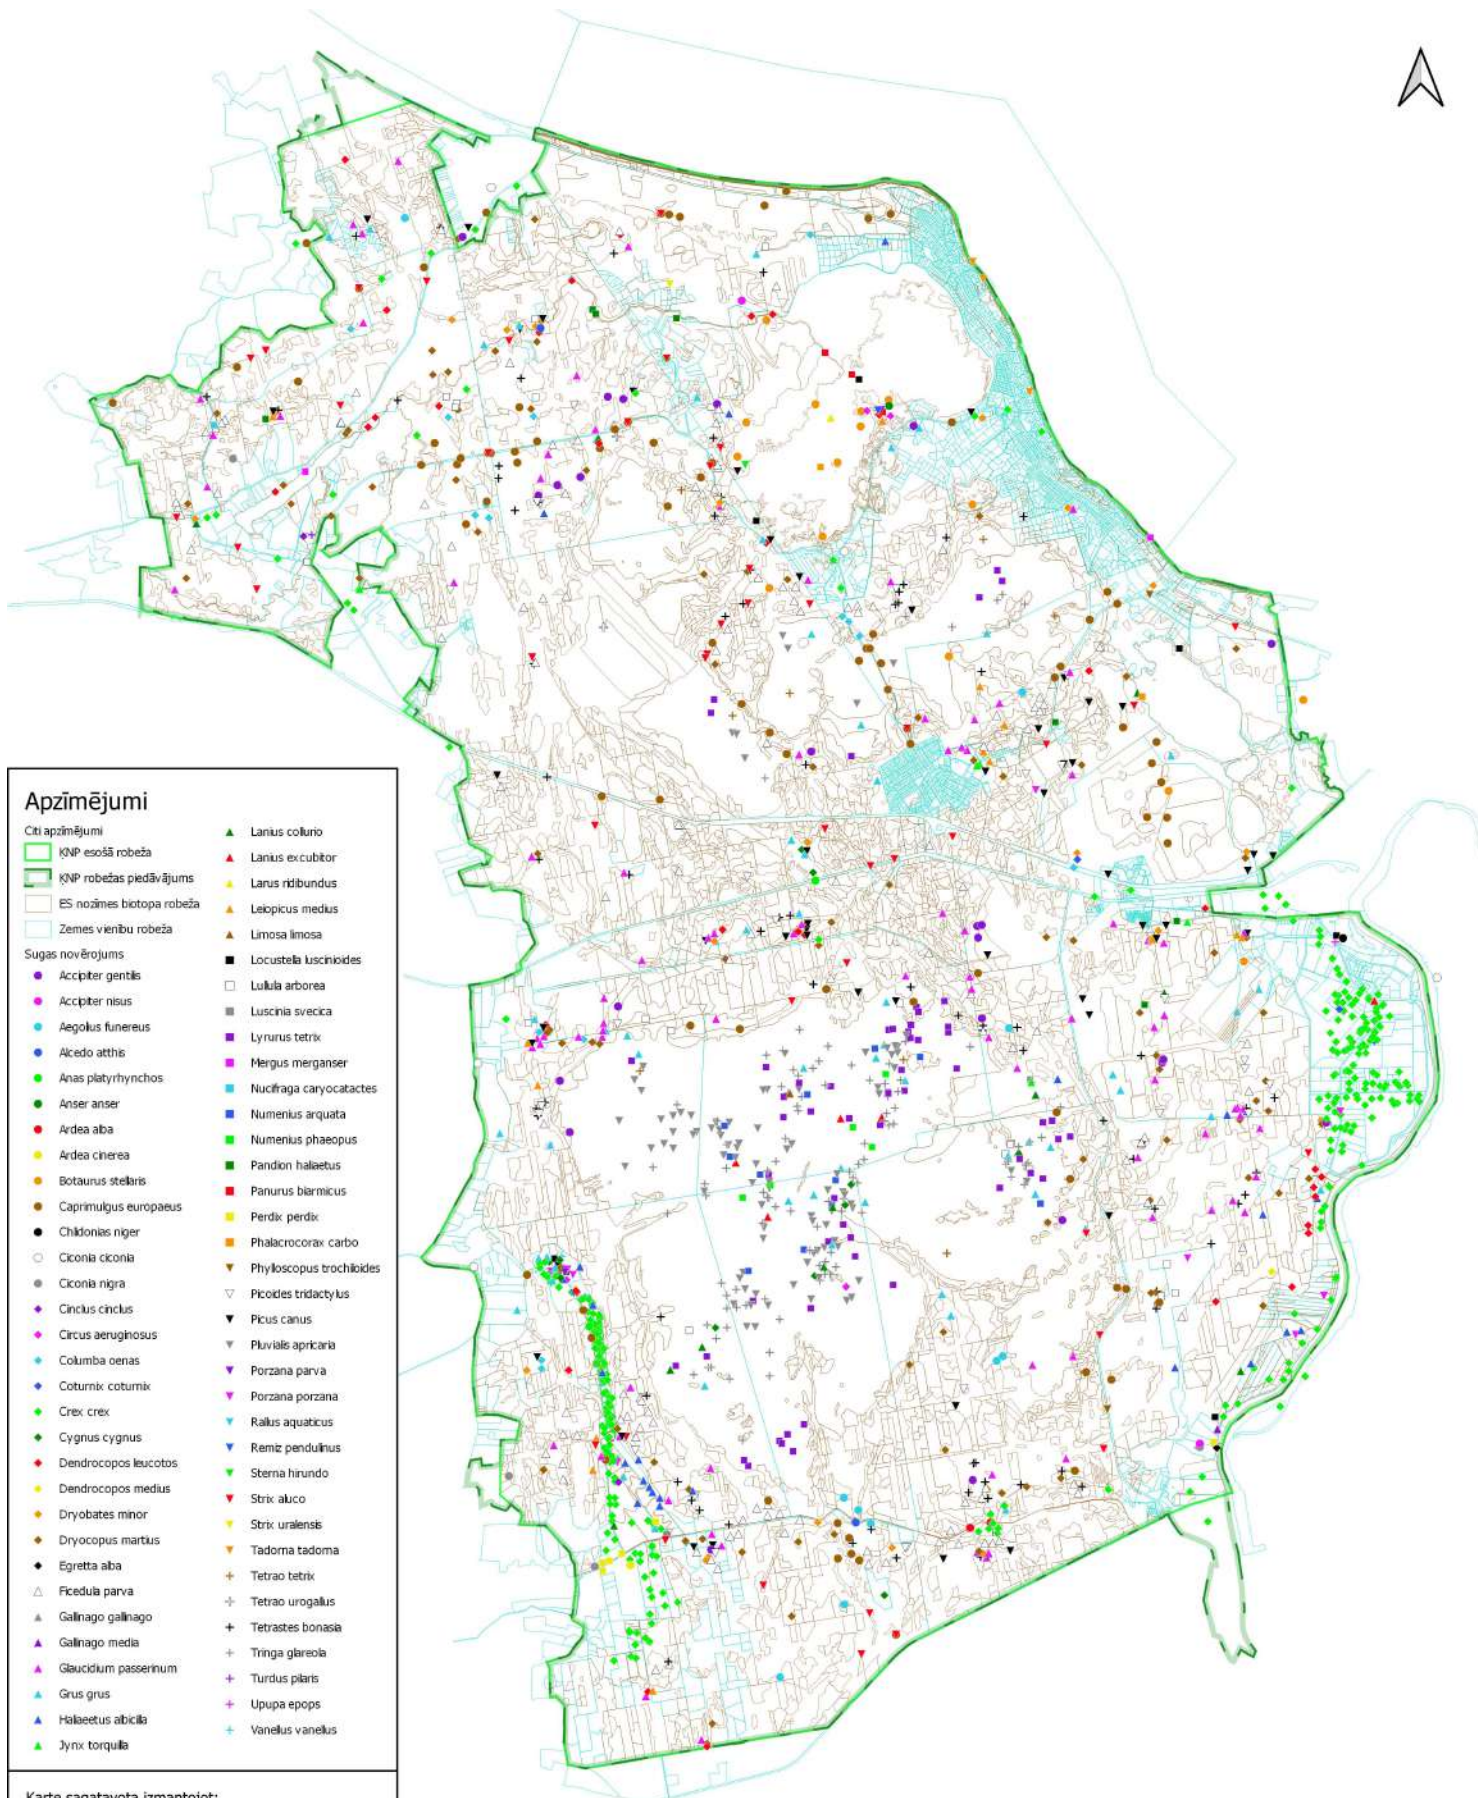 Apzīmējumi
Citi apzīmējumi
ĶNP esošā robeža
ĶNP robežas piedāvājums
ES nozīmes biotopa robeža
Zemes vienību robeža
Sugas novērojums
Accipiter gentilis
Accipiter nisus
Aegolius funereus
Alcedo atthis
Anas platyrhynchos
Anser anser
Ardea alba
Ardea cinerea
Botaurus stellaris
Caprimulgus europaeus
Chlidonias niger
Ciconia ciconia
Ciconia nigra
Cinclus cinclus
Circus aeruginosus
Columba oenas
Coturnix coturnix
Crex crex
Cygnus cygnus
Dendrocopos leucotos
Dendrocopos medius
Dryobates minor
Dryocopus martius
Egretta alba
Ficedula parva
Gallinago gallinago
Gallinago media
Glaucidium passerinum
Grus grus
Haliaeetus albicilla
Jynx torquilla
Lanius collurio
Lanius excubitor
Larus ridibundus
Leiopicus medius
Limosa limosa
Locustella luscinioides
Lullula arborea
Luscinia svecica
Lyrurus tetrix
Mergus merganser
Nucifraga caryocatactes
Numenius arquata
Numenius phaeopus
Pandion haliaetus
Panurus biarmicus
Perdix perdix
Phalacrocorax carbo
Phylloscopus trochiloides
Picoides tridactylus
Picus canus
Pluvialis apricaria
Porzana parva
Porzana porzana
Rallus aquaticus
Remiz pendulinus
Sterna hirundo
Strix aluco
Strix uralensis
Tadorna tadorna
Tetrao tetrix
Tetrao urogallus
Tetrastes bonasia
Tringa glareola
Turdus pilaris
Upupa epops
Vanellus vanellus
Karte sagatavota izmantojot: